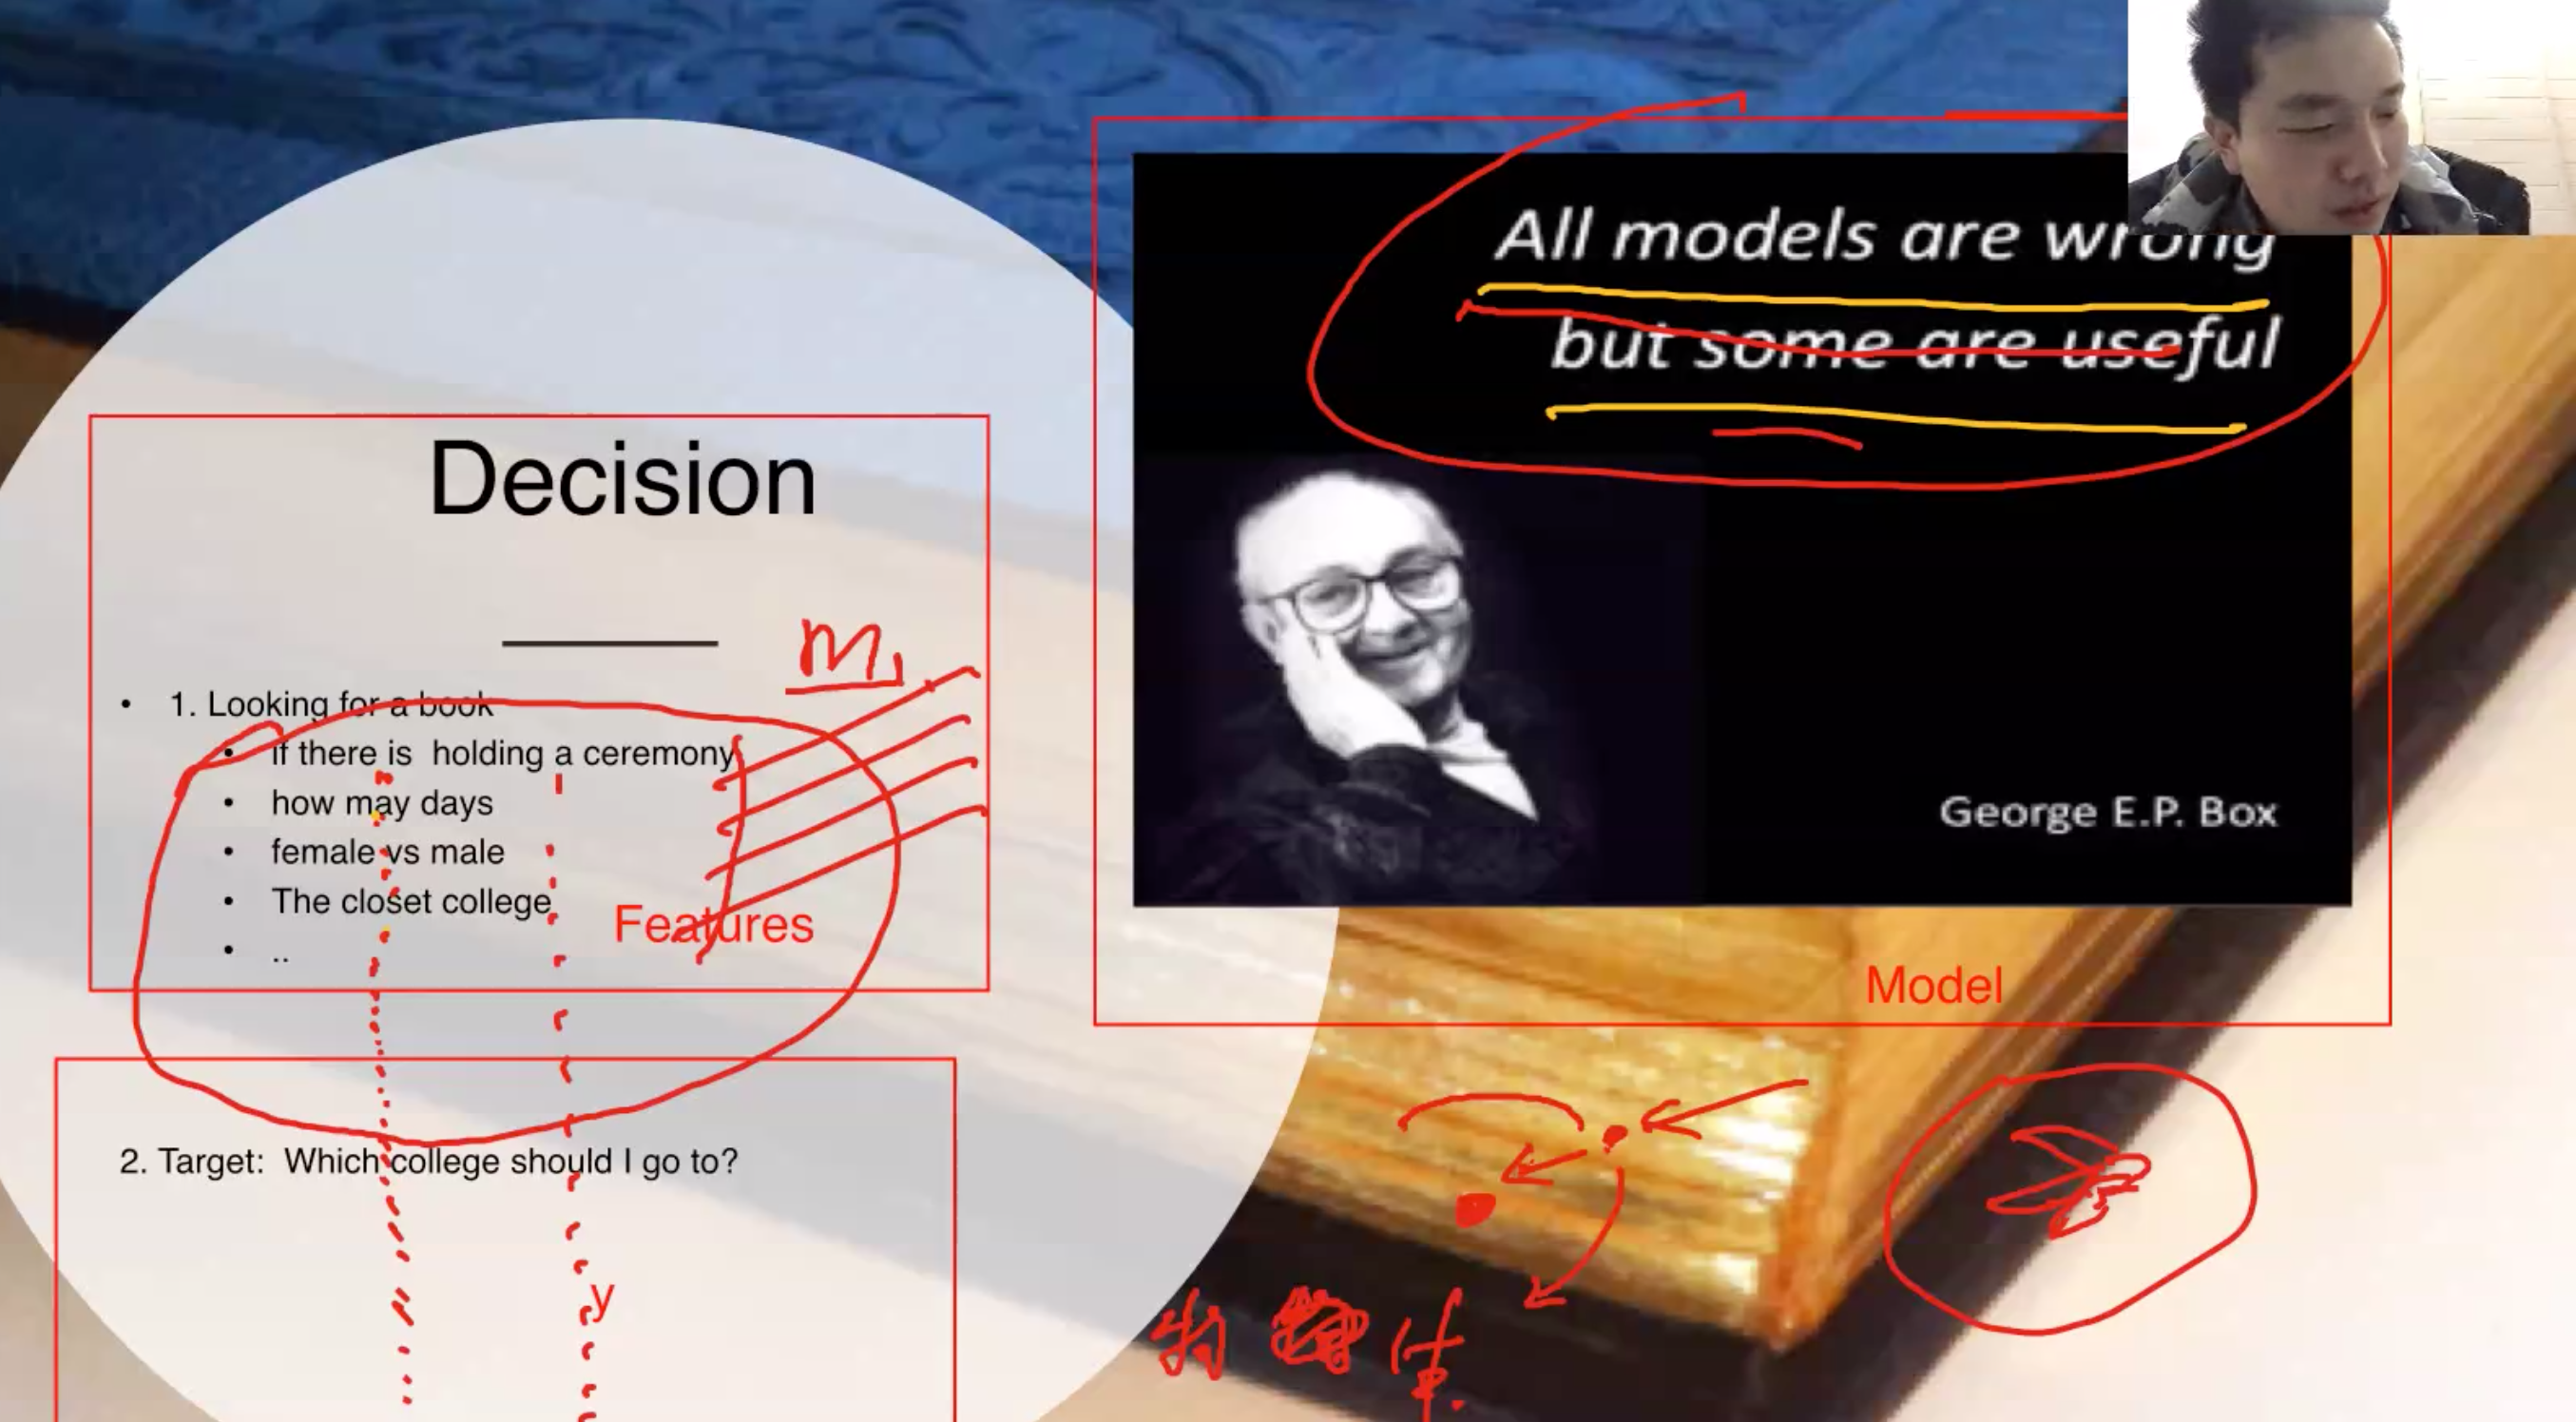 Decision
m₁
• 1. Looking for a book
• if there is holding a ceremony
• how may days
• female vs male
• The closet college
Features
• ..
2. Target: Which college should I go to?
y
All models are wrong
but some are useful
George E.P. Box
Model